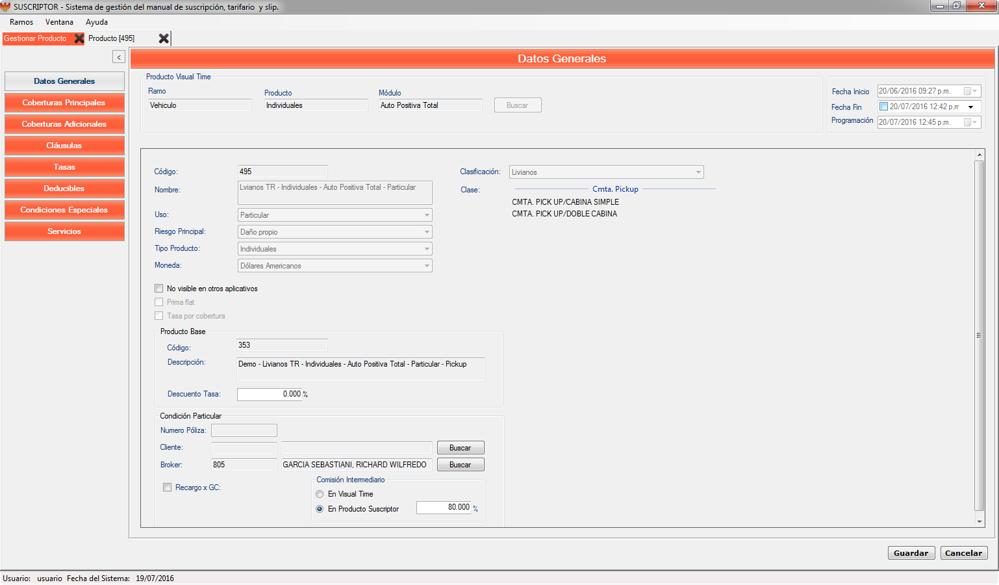 SUSCRIPTOR - Sistema de gestión del manual de suscripción, tarifario y slip.
Ramos Ventana Ayuda
Gestionar Producto Producto [495]
<
Datos Generales
Datos Generales
Coberturas Principales
Coberturas Adicionales
Cláusulas
Tasas
Deducibles
Condiciones Especiales
Servicios
Producto Visual Time
Ramo Producto Módulo
Vehiculo Individuales Auto Positiva Total Buscar
Fecha Inicio 20/06/2016 09:27 p.m.
Fecha Fin 20/07/2016 12:42 p.m
Programación 20/07/2016 12:45 p.m.
Código: 495
Nombre: Lvianos TR - Individuales - Auto Positiva Total - Particular
Uso: Particular
Riesgo Principal: Daño propio
Tipo Producto: Individuales
Moneda: Dólares Americanos
Clasificación: Livianos
Clase: Cmta. Pickup
CMTA. PICK UP/CABINA SIMPLE
CMTA. PICK UP/DOBLE CABINA
No visible en otros aplicativos
Prima flat
Tasa por cobertura
Producto Base
Código: 353
Descripción: Demo - Livianos TR - Individuales - Auto Positiva Total - Particular - Pickup
Descuento Tasa: 0.000 %
Condición Particular
Numero Póliza:
Cliente: Buscar
Broker: 805 GARCIA SEBASTIANI, RICHARD WILFREDO Buscar
Recargo x GC:
Comisión Intermediario
En Visual Time
En Producto Suscriptor 80.000 %
Guardar Cancelar
Usuario: usuario Fecha del Sistema: 19/07/2016